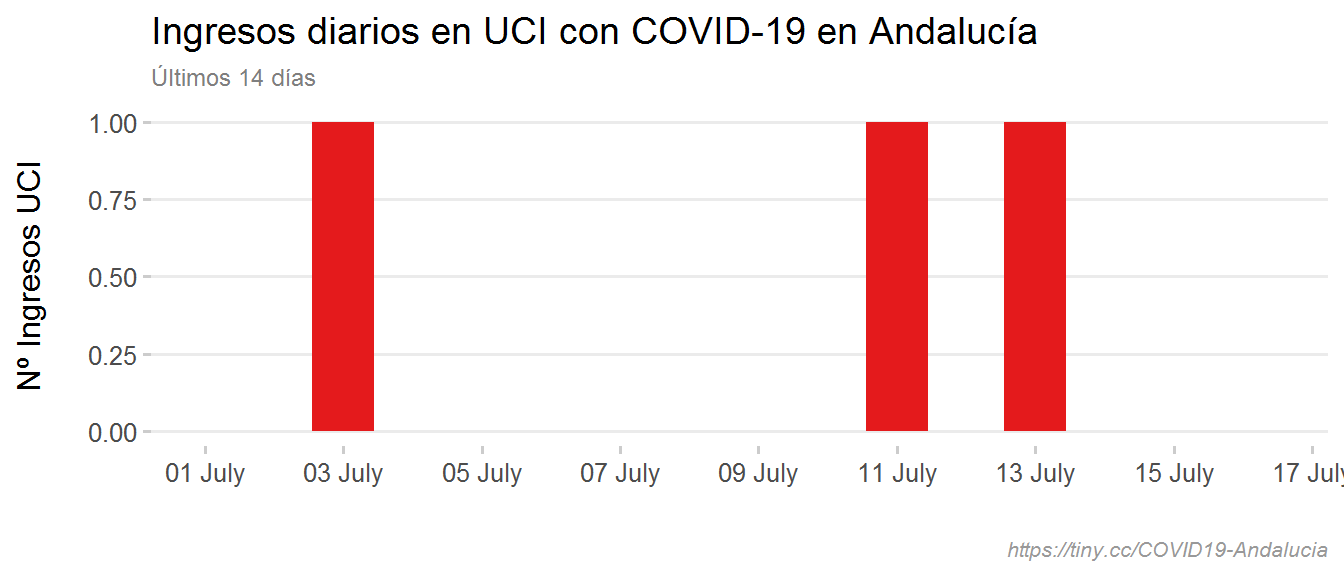 Ingresos diarios en UCI con COVID-19 en Andalucía
Últimos 14 días
Nº Ingresos UCI
1.00
0.75
0.50
0.25
0.00
01 July 03 July 05 July 07 July 09 July 11 July 13 July 15 July 17 July
https://tiny.cc/COVID19-Andalucia